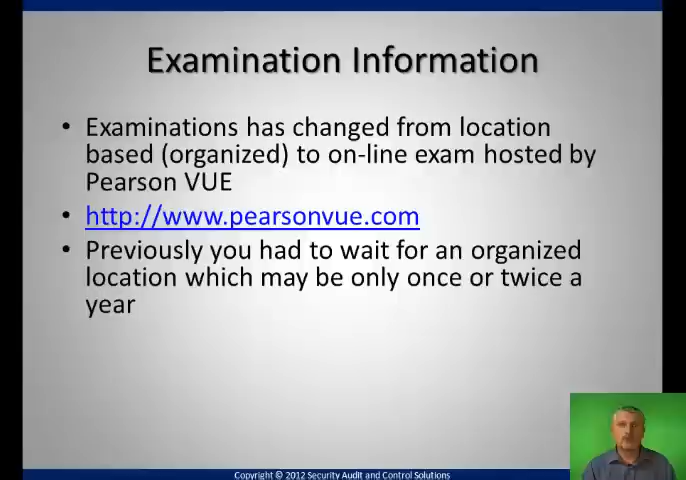 Examination Information
• Examinations has changed from location
based (organized) to on-line exam hosted by
Pearson VUE
• http://www.pearsonvue.com
• Previously you had to wait for an organized
location which may be only once or twice a
year
Copyright © 2012 Security Audit and Control Solutions